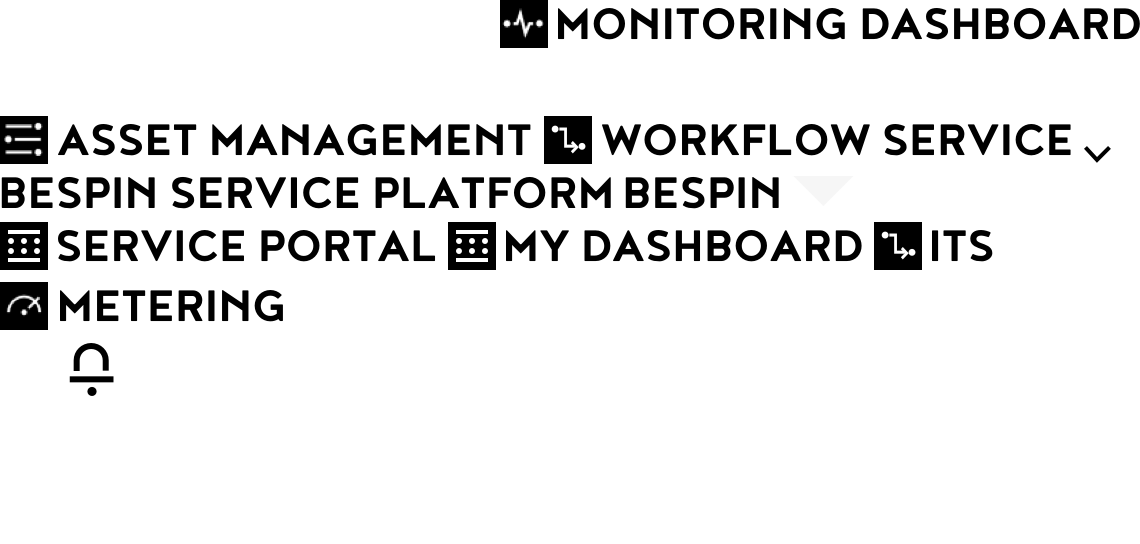 MONITORING DASHBOARD
ASSET MANAGEMENT WORKFLOW SERVICE
BESPIN SERVICE PLATFORM BESPIN
SERVICE PORTAL MY DASHBOARD ITS
METERING